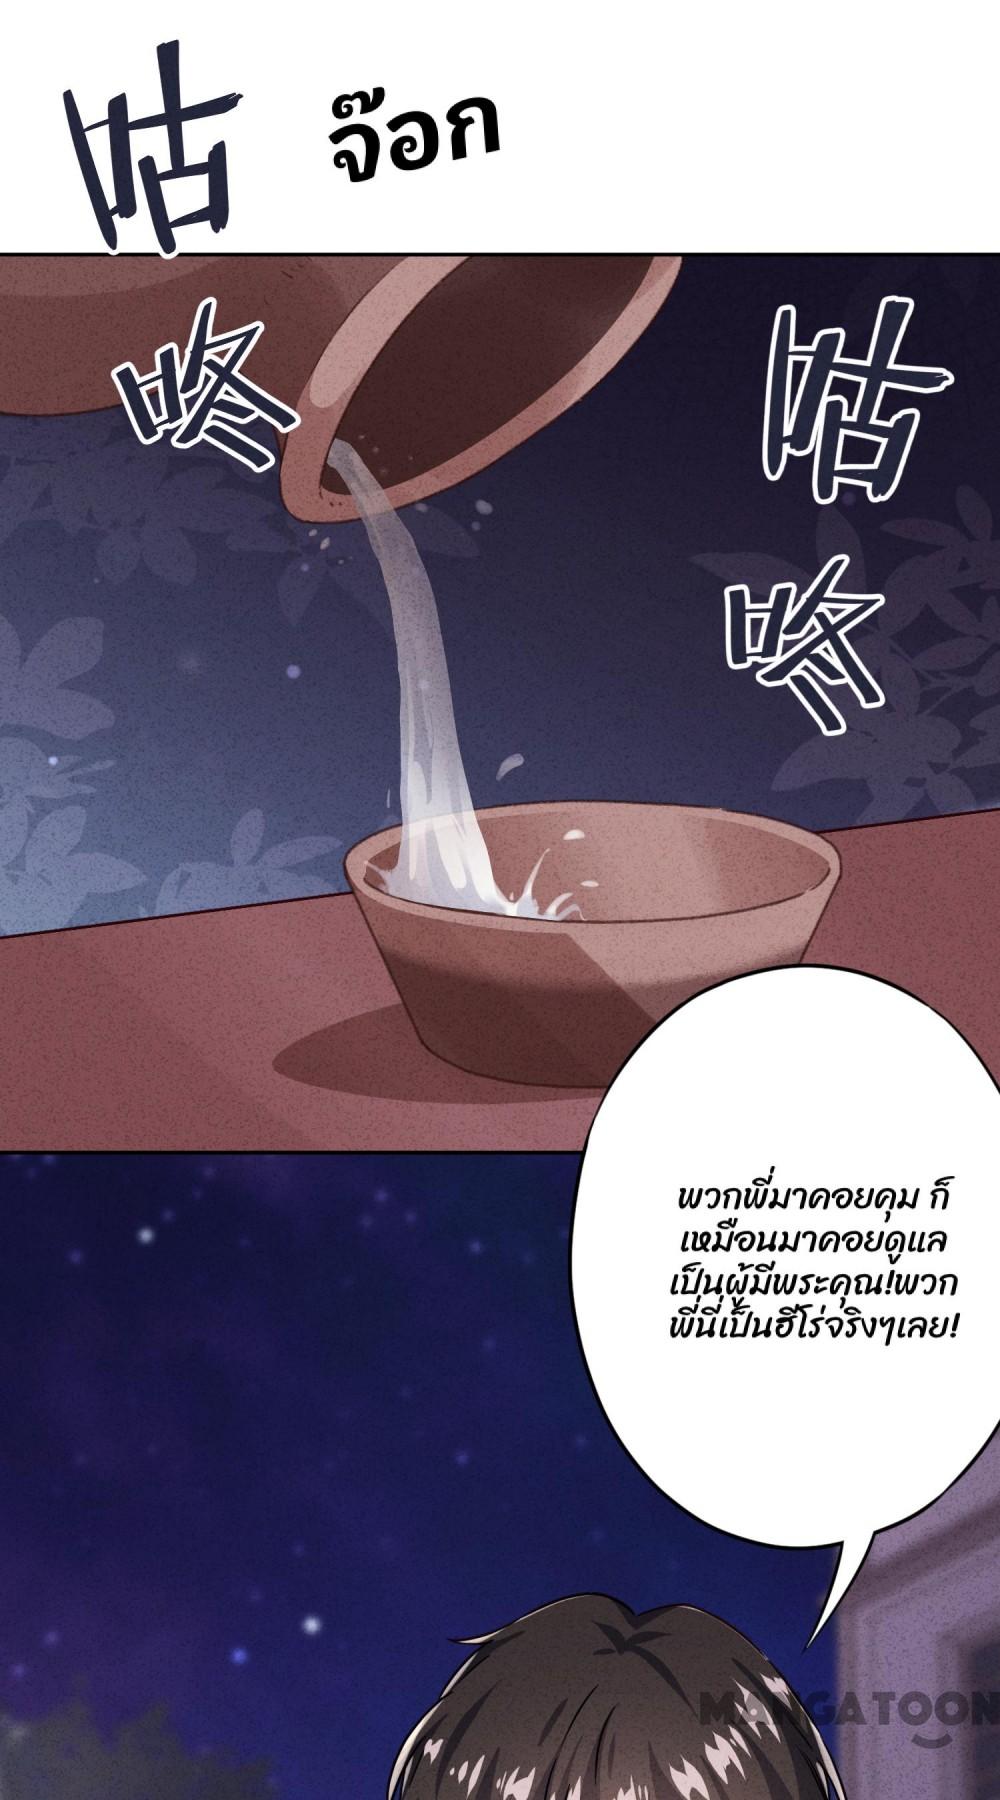 咕
จ๊อก
咚
咕
咚
พวกพี่มาคอยคุม ก็
เหมือนมาคอยดูแล
เป็นผู้มีพระคุณ!พวก
พี่นี่เป็นฮีโร่จริงๆเลย!
MANGATOON